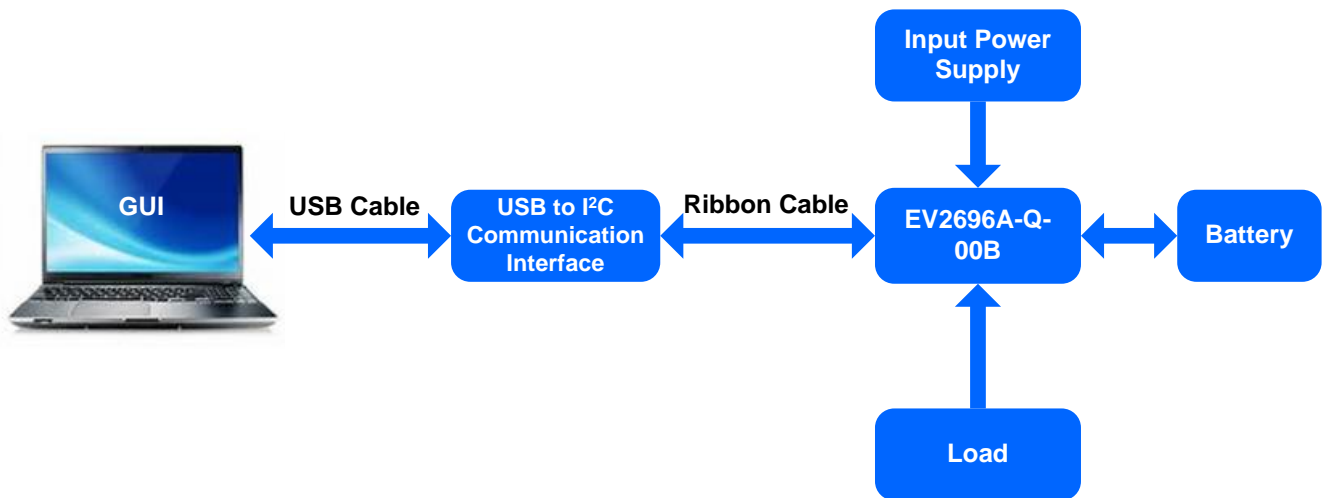 Input Power
Supply
GUI
USB Cable
USB to I²C
Communication
Interface
Ribbon Cable
EV2696A-Q-
00B
Battery
Load